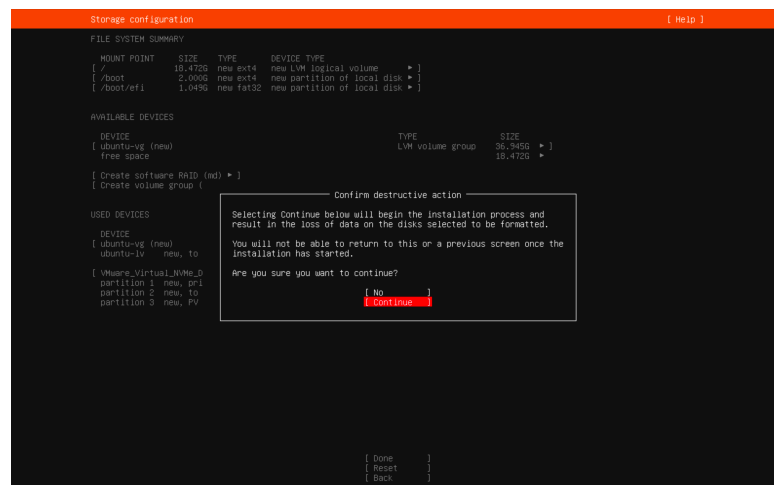 Storage configuration [ Help ]
FILE SYSTEM SUMMARY
MOUNT POINT SIZE TYPE DEVICE TYPE
[ / 18.472G new ext4 new LVM logical volume ▸ ]
[ /boot 2.000G new ext4 new partition of local disk ▸ ]
[ /boot/efi 1.049G new fat32 new partition of local disk ▸ ]
AVAILABLE DEVICES
DEVICE TYPE SIZE
[ ubuntu-vg (new) LVM volume group 36.945G ▸ ]
free space 18.472G ▸
[ Create software RAID (md) ▸ ]
[ Create volume group (
USED DEVICES
DEVICE
[ ubuntu-vg (new)
ubuntu-lv new, to
[ VMware_Virtual_NVMe_D
partition 1 new, pri
partition 2 new, to
partition 3 new, PV
Confirm destructive action
Selecting Continue below will begin the installation process and
result in the loss of data on the disks selected to be formatted.
You will not be able to return to this or a previous screen once the
installation has started.
Are you sure you want to continue?
[ No ]
[ Continue ]
[ Done ]
[ Reset ]
[ Back ]